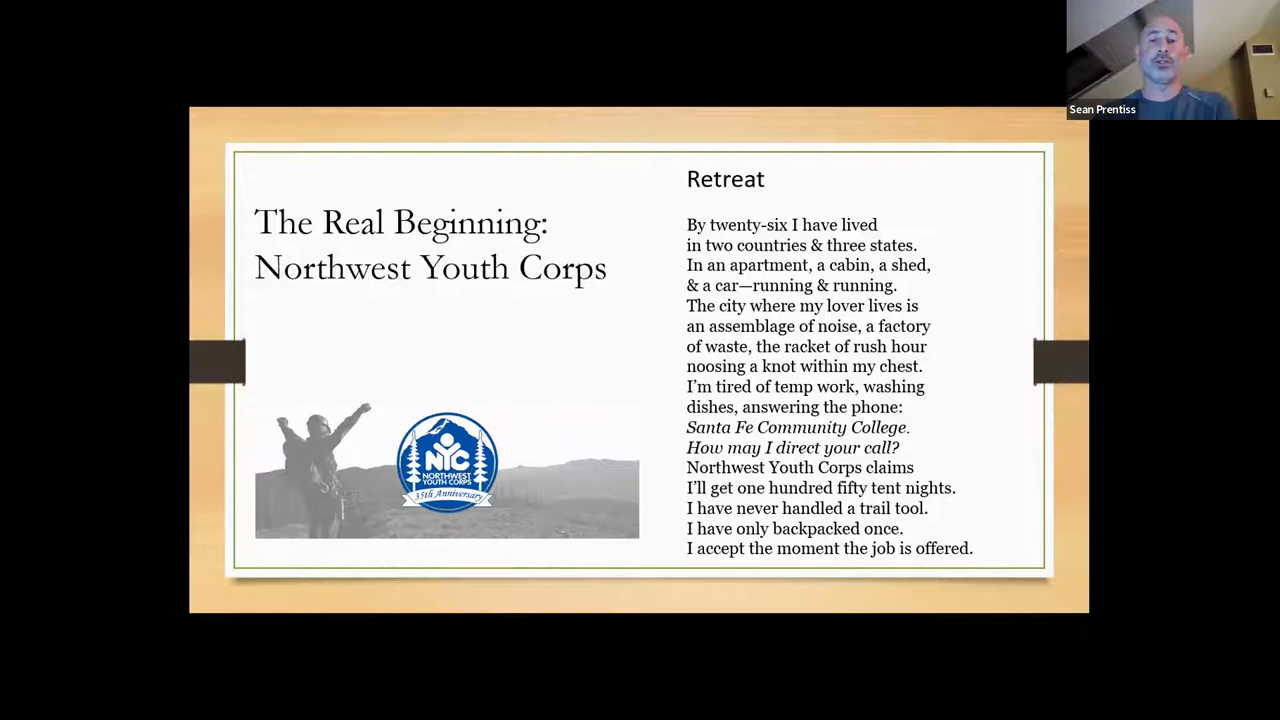 Sean Prentiss
The Real Beginning:
Northwest Youth Corps
NYC
NORTHWEST
YOUTH CORPS
35th Anniversary
Retreat
By twenty-six I have lived
in two countries & three states.
In an apartment, a cabin, a shed,
& a car—running & running.
The city where my lover lives is
an assemblage of noise, a factory
of waste, the racket of rush hour
noosing a knot within my chest.
I'm tired of temp work, washing
dishes, answering the phone:
Santa Fe Community College.
How may I direct your call?
Northwest Youth Corps claims
I'll get one hundred fifty tent nights.
I have never handled a trail tool.
I have only backpacked once.
I accept the moment the job is offered.